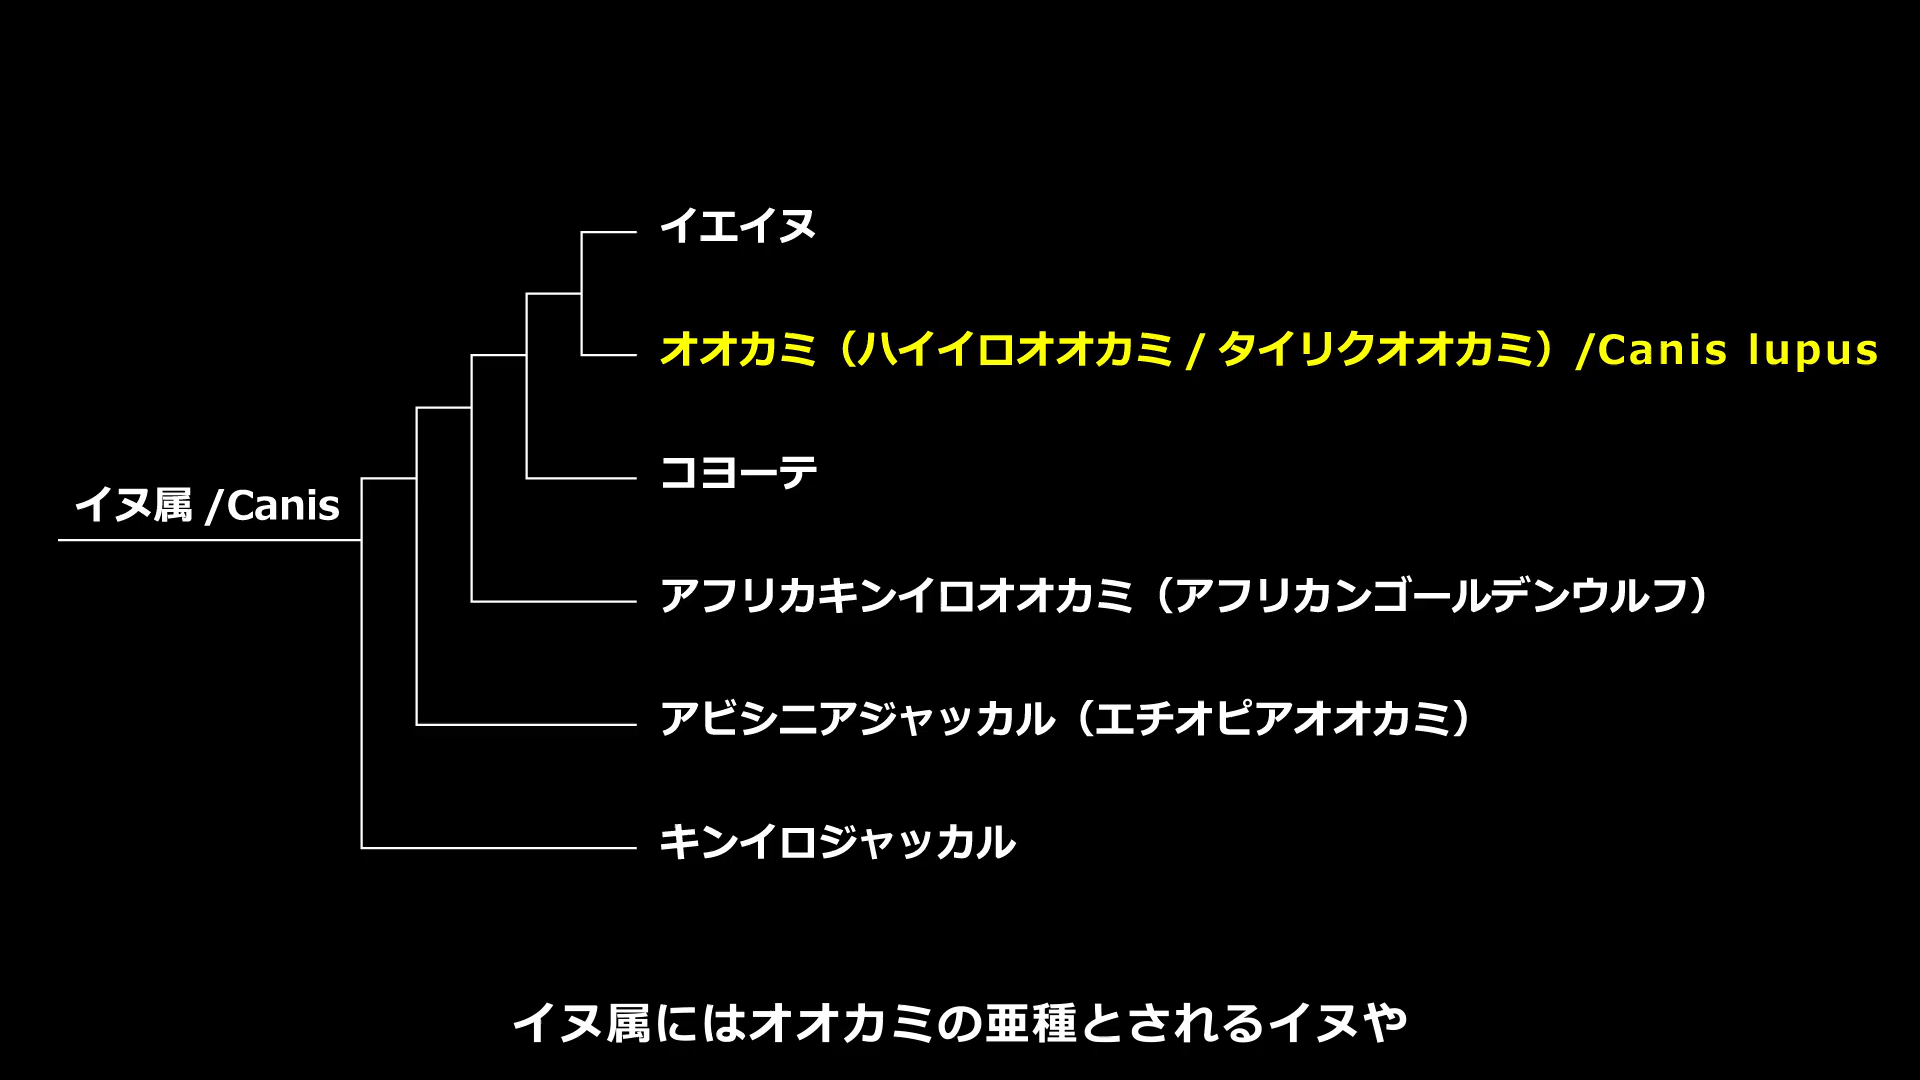 イエイヌ
オオカミ（ハイイロオオカミ / タイリクオオカミ）/Canis lupus
コヨーテ
イヌ属 /Canis
アフリカキンイロオオカミ（アフリカンゴールデンウルフ）
アビシニアジャッカル（エチオピアオオカミ）
キンイロジャッカル
イヌ属にはオオカミの亜種とされるイヌや